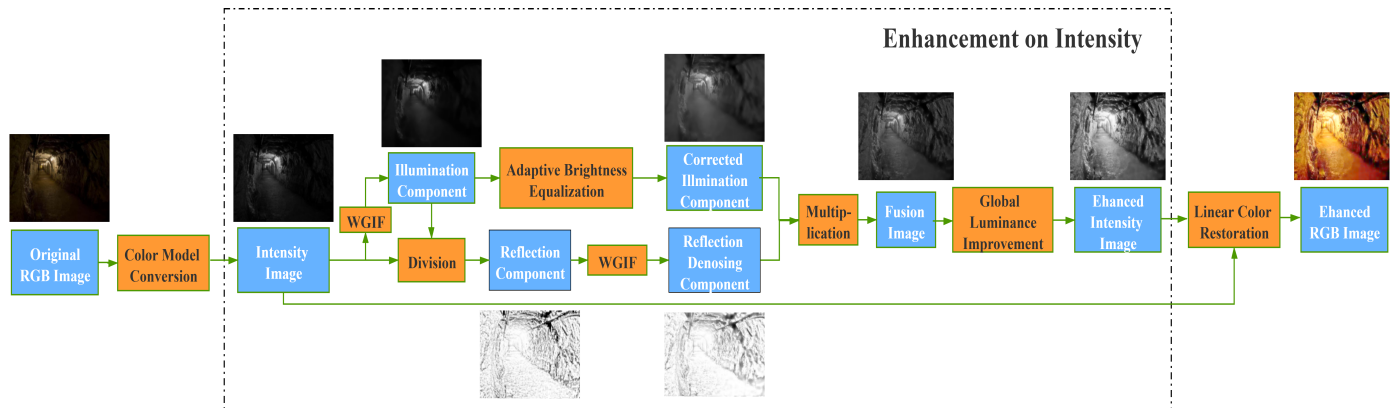 Enhancement on Intensity
Original
RGB Image
Color Model
Conversion
Intensity
Image
WGIF
Illumination
Component
Division
Adaptive Brightness
Equalization
Reflection
Component
WGIF
Corrected
Illmination
Component
Reflection
Denosing
Component
Multip-
lication
Fusion
Image
Global
Luminance
Improvement
Ehanced
Intensity
Image
Linear Color
Restoration
Ehanced
RGB Image